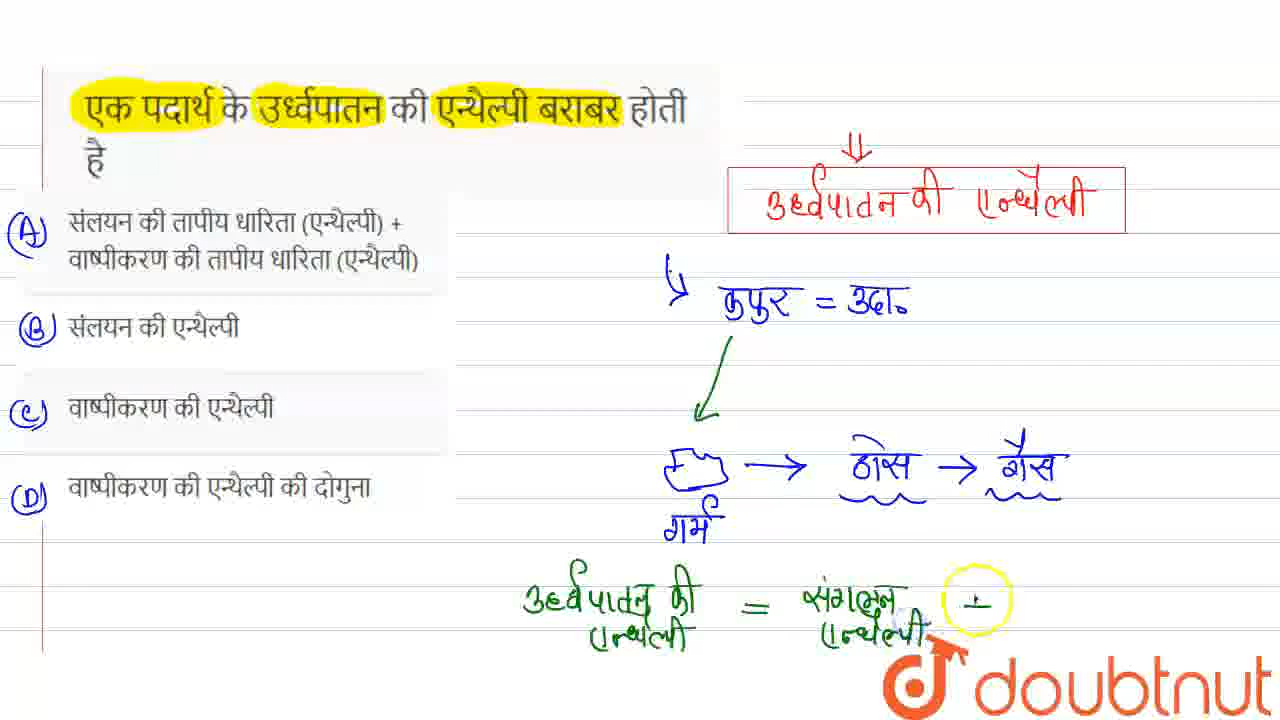 एक पदार्थ के उर्ध्वपातन की एन्थैल्पी बराबर होती
है
(A) संलयन की तापीय धारिता (एन्थैल्पी) +
वाष्पीकरण की तापीय धारिता (एन्थैल्पी)
(B) संलयन की एन्थैल्पी
(C) वाष्पीकरण की एन्थैल्पी
(D) वाष्पीकरण की एन्थैल्पी की दोगुना
उर्ध्वपातन की एन्थैल्पी
कपुर = उदा०
→ ठोस → गैस
गर्म
उर्ध्वपातन की = संगलन +
एन्थैल्पी एन्थैल्पी
doubtnut